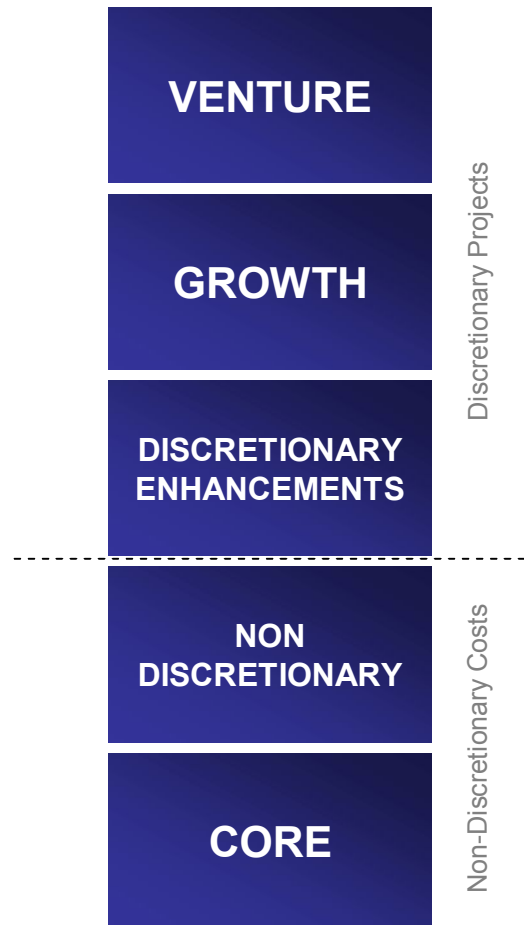 VENTURE
GROWTH
DISCRETIONARY
ENHANCEMENTS
Discretionary Projects
NON
DISCRETIONARY
CORE
Non-Discretionary Costs